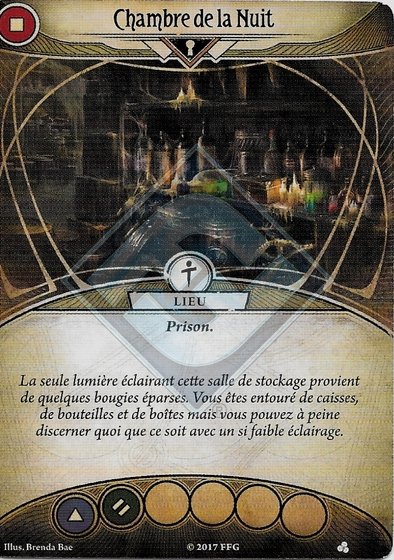 Chambre de la Nuit
LIEU
Prison.
La seule lumière éclairant cette salle de stockage provient
de quelques bougies éparses. Vous êtes entouré de caisses,
de bouteilles et de boîtes mais vous pouvez à peine
discerner quoi que ce soit avec un si faible éclairage.
Illus. Brenda Bae
© 2017 FFG